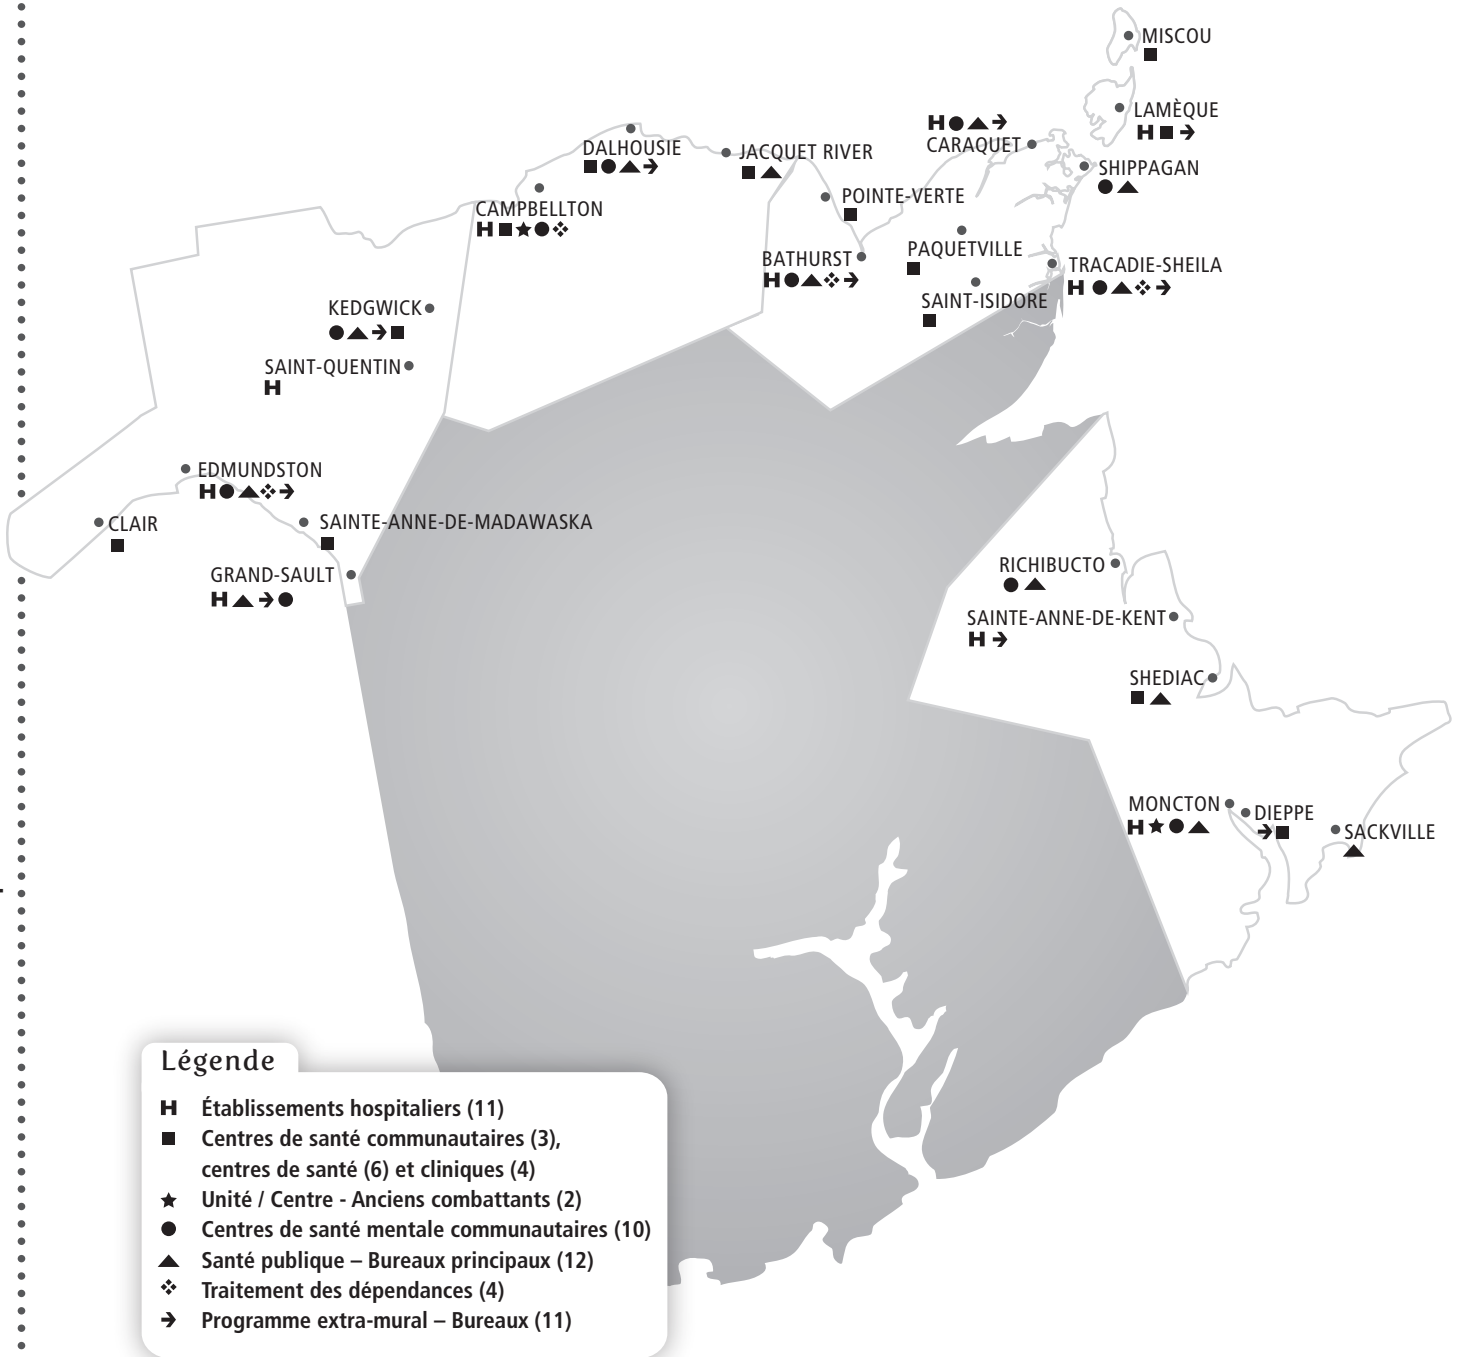 MISCOU
LAMÈQUE
CARAQUET
DALHOUSIE
JACQUET RIVER
SHIPPAGAN
POINTE-VERTE
CAMPBELLTON
PAQUETVILLE
BATHURST
TRACADIE-SHEILA
SAINT-ISIDORE
KEDGWICK
SAINT-QUENTIN
EDMUNDSTON
CLAIR
SAINTE-ANNE-DE-MADAWASKA
GRAND-SAULT
RICHIBUCTO
SAINTE-ANNE-DE-KENT
SHEDIAC
MONCTON
DIEPPE
SACKVILLE
Légende
H Établissements hospitaliers (11)
Centres de santé communautaires (3),
centres de santé (6) et cliniques (4)
Unité / Centre - Anciens combattants (2)
Centres de santé mentale communautaires (10)
Santé publique – Bureaux principaux (12)
Traitement des dépendances (4)
Programme extra-mural – Bureaux (11)